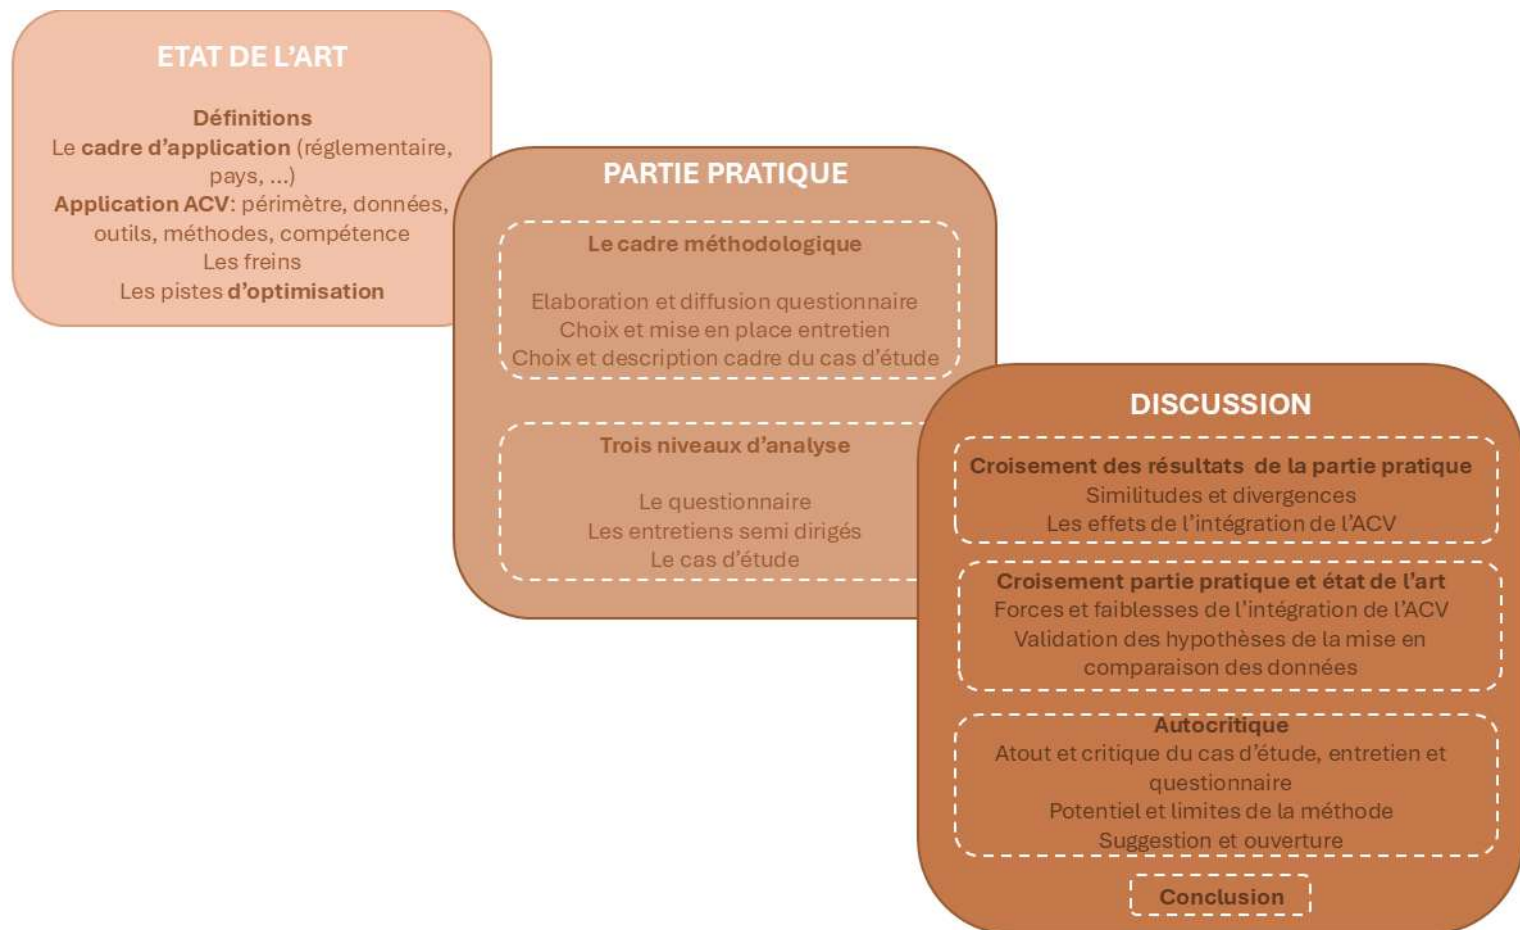 ETAT DE L’ART
Définitions
Le cadre d’application (réglementaire,
pays, ...)
Application ACV: périmètre, données,
outils, méthodes, compétence
Les freins
Les pistes d’optimisation
PARTIE PRATIQUE
Le cadre méthodologique
Elaboration et diffusion questionnaire
Choix et mise en place entretien
Choix et description cadre du cas d’étude
Trois niveaux d’analyse
Le questionnaire
Les entretiens semi dirigés
Le cas d’étude
DISCUSSION
Croisement des résultats de la partie pratique
Similitudes et divergences
Les effets de l’intégration de l’ACV
Croisement partie pratique et état de l’art
Forces et faiblesses de l’intégration de l’ACV
Validation des hypothèses de la mise en
comparaison des données
Autocritique
Atout et critique du cas d’étude, entretien et
questionnaire
Potentiel et limites de la méthode
Suggestion et ouverture
Conclusion